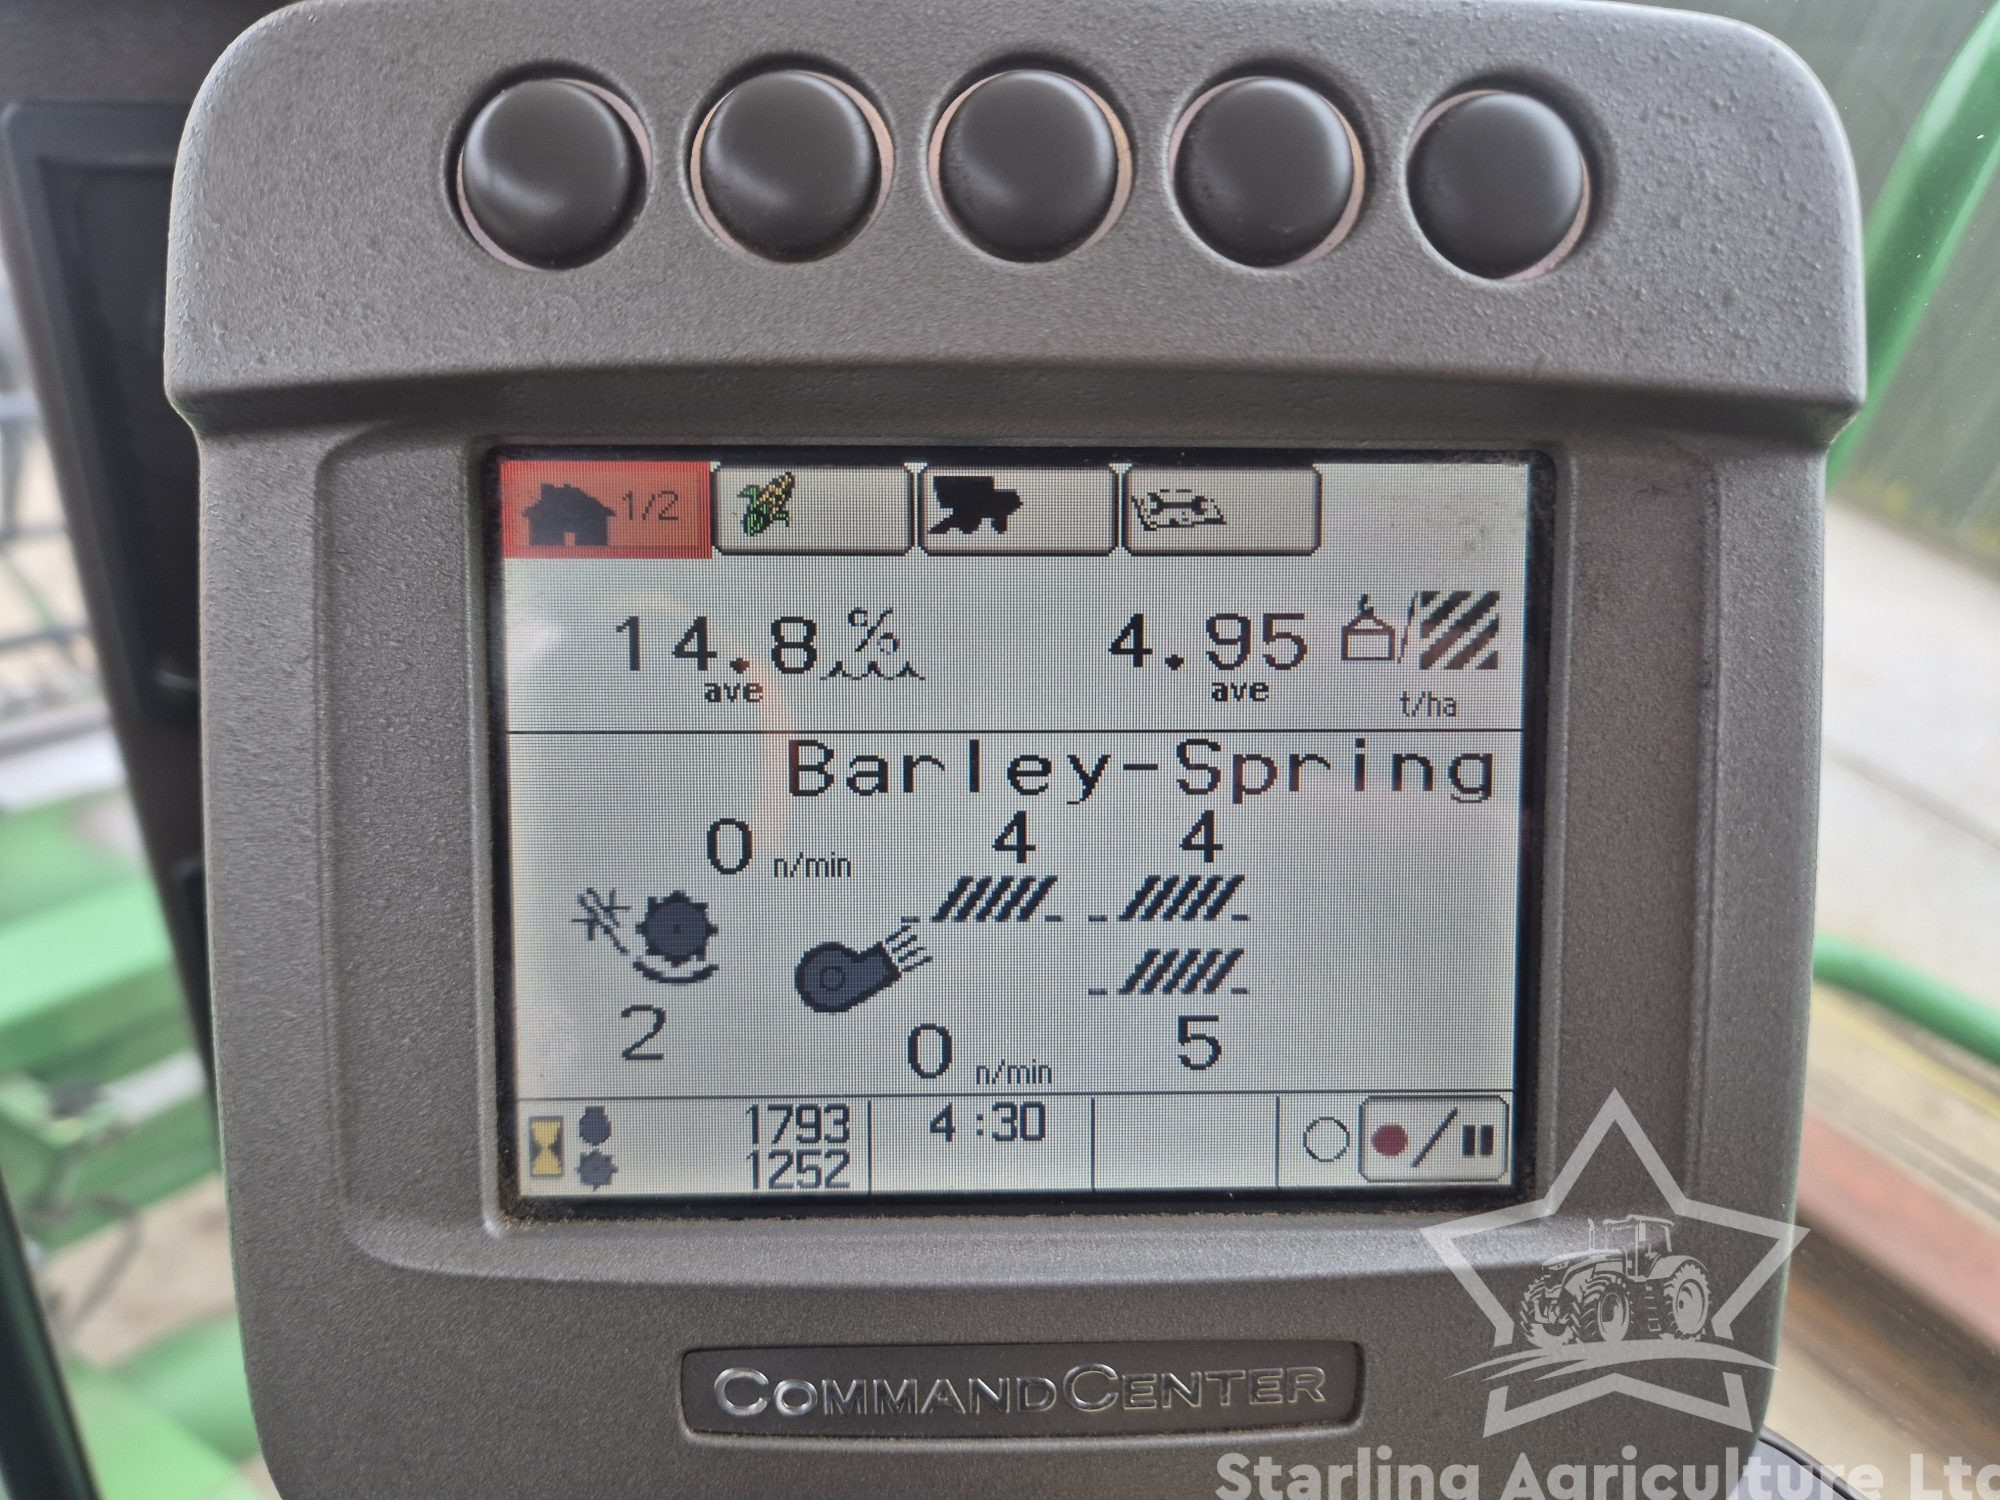 1/2
14.8 %
ave
4.95
ave
t/ha
Barley-Spring
0 n/min
4
4
2
0 n/min
5
1793
1252
4:30
COMMANDCENTER
Starling Agriculture Ltd